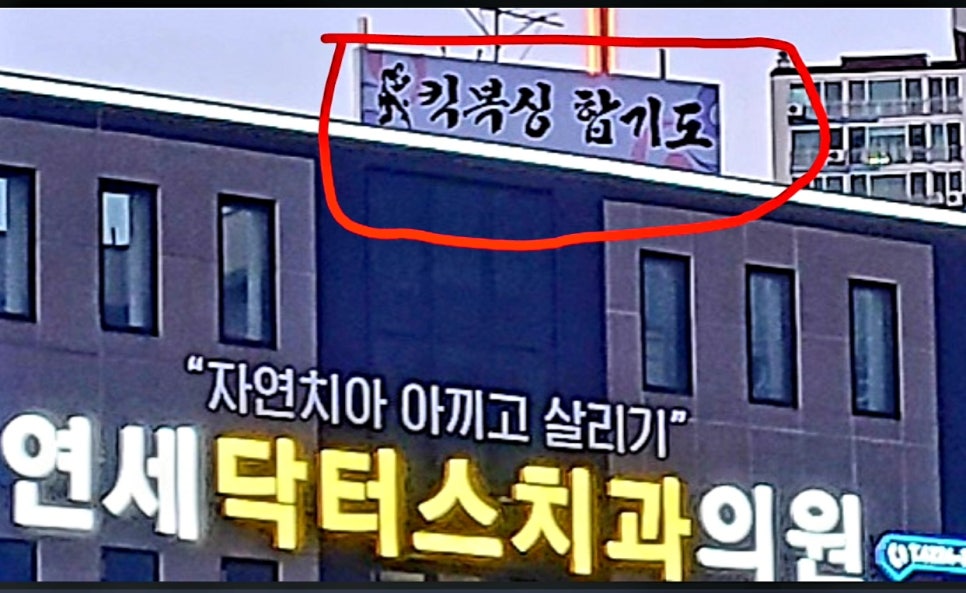 킥복싱 합기도
“자연치아 아끼고 살리기”
연세닥터스치과의원